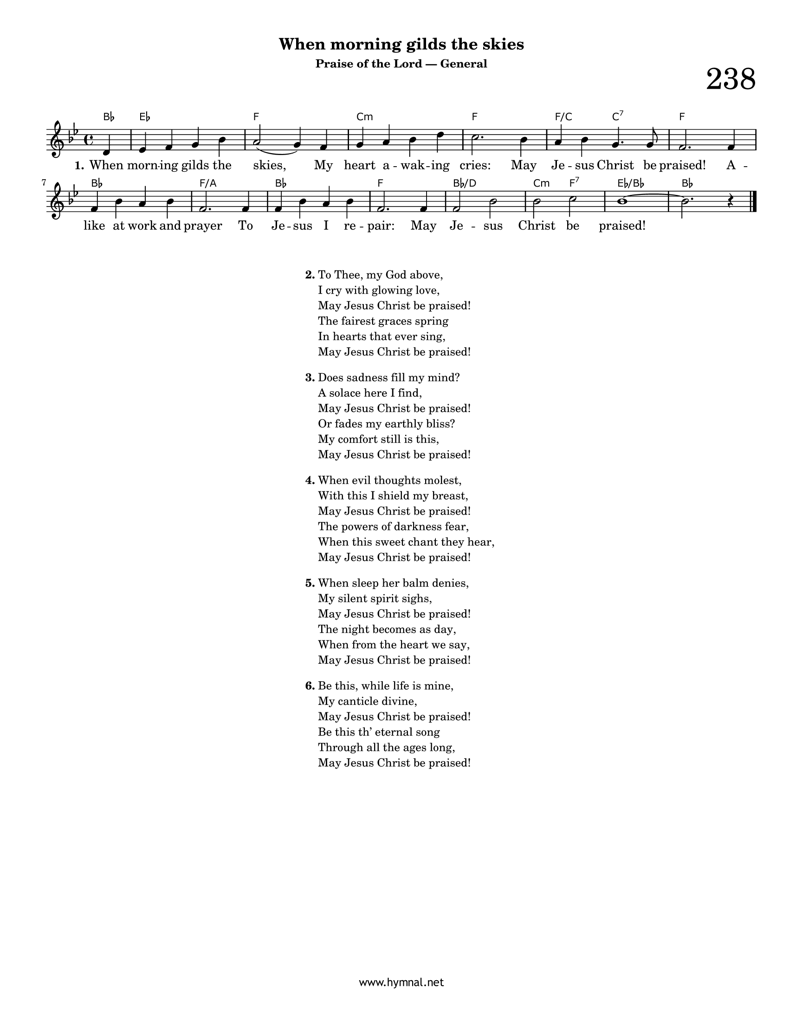 When morning gilds the skies
Praise of the Lord — General
238
B♭ E♭ F Cm F F/C C7 F
1. When morn-ing gilds the skies, My heart a - wak - ing cries: May Je - sus Christ be praised! A -
7
B♭ F/A B♭ F B♭/D Cm F7 E♭/B♭ B♭
like at work and prayer To Je - sus I re - pair: May Je - sus Christ be praised!
2. To Thee, my God above,
I cry with glowing love,
May Jesus Christ be praised!
The fairest graces spring
In hearts that ever sing,
May Jesus Christ be praised!
3. Does sadness fill my mind?
A solace here I find,
May Jesus Christ be praised!
Or fades my earthly bliss?
My comfort still is this,
May Jesus Christ be praised!
4. When evil thoughts molest,
With this I shield my breast,
May Jesus Christ be praised!
The powers of darkness fear,
When this sweet chant they hear,
May Jesus Christ be praised!
5. When sleep her balm denies,
My silent spirit sighs,
May Jesus Christ be praised!
The night becomes as day,
When from the heart we say,
May Jesus Christ be praised!
6. Be this, while life is mine,
My canticle divine,
May Jesus Christ be praised!
Be this th’ eternal song
Through all the ages long,
May Jesus Christ be praised!
www.hymnal.net